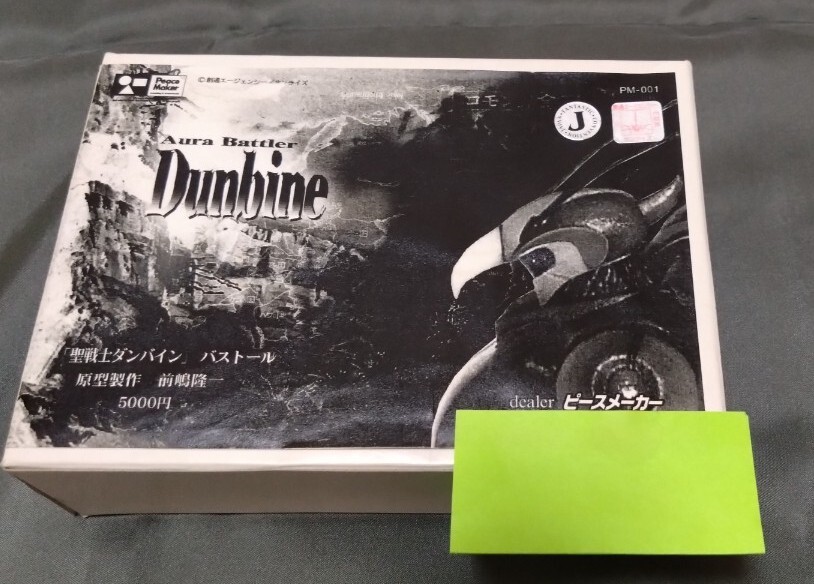 Peace
Maker
©創通エージェンシー・サンライズ
PM-001
J
Aura Battler
Dunbine
「聖戦士ダンバイン」 バストール
原型製作 前嶋隆一
5000円
dealer ピースメーカー